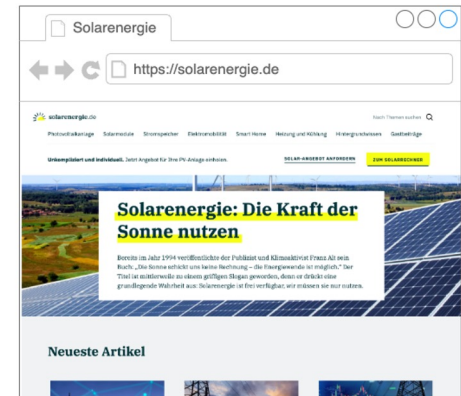 Solarenergie
https://solarenergie.de
solarenergie.de
Nach Themen suchen
Photovoltaikanlage Solarmodule Stromspeicher Elektromobilität Smart Home Heizung und Kühlung Hintergrundwissen Gastbeiträge
Unkompliziert und individuell. Jetzt Angebot für Ihre PV-Anlage einholen.
SOLAR-ANGEBOT ANFORDERN
ZUM SOLARRECHNER
Solarenergie: Die Kraft der
Sonne nutzen
Bereits im Jahr 1994 veröffentlichte der Publizist und Klimaaktivist Franz Alt sein
Buch: „Die Sonne schickt uns keine Rechnung – die Energiewende ist möglich.“ Der
Titel ist mittlerweile zu einem griffigen Slogan geworden, denn er drückt eine
grundlegende Wahrheit aus: Solarenergie ist frei verfügbar, wir müssen sie nur nutzen.
Neueste Artikel